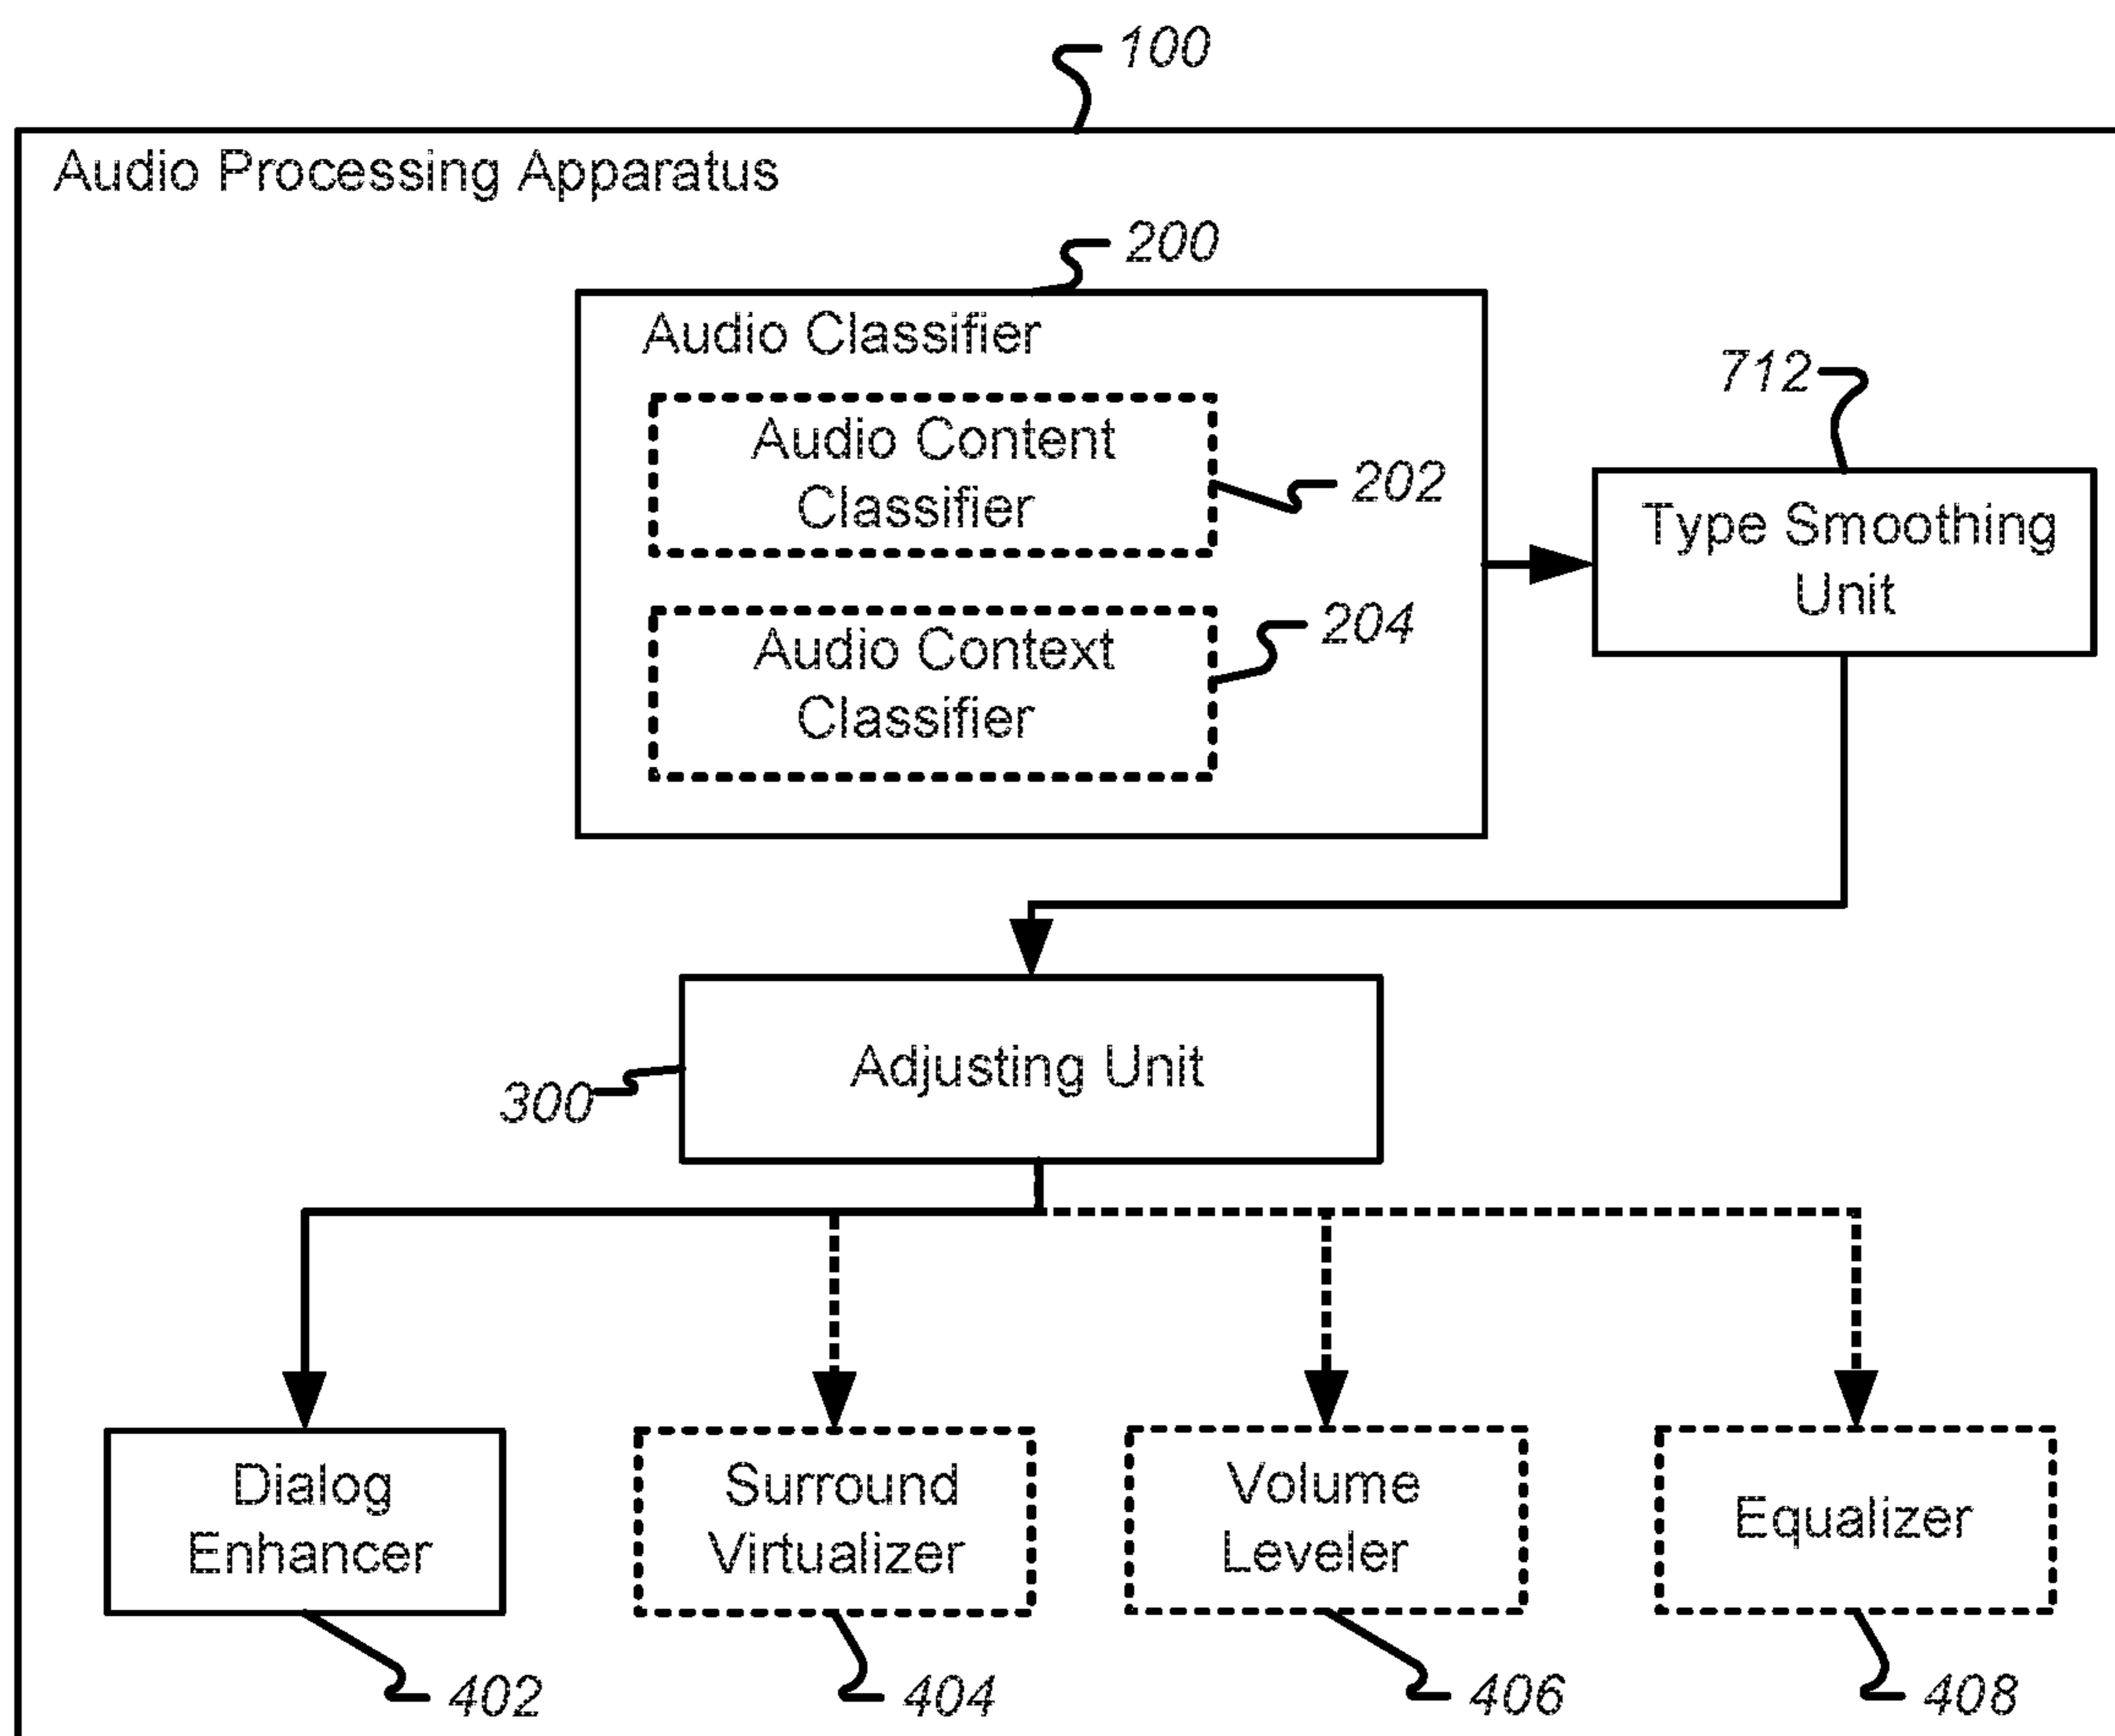 100
Audio Processing Apparatus
200
Audio Classifier
712
Audio Content
Classifier
202
Type Smoothing
Unit
Audio Context
Classifier
204
Adjusting Unit
300
Dialog
Enhancer
Surround
Virtualizer
Volume
Leveler
Equalizer
402
404
406
408